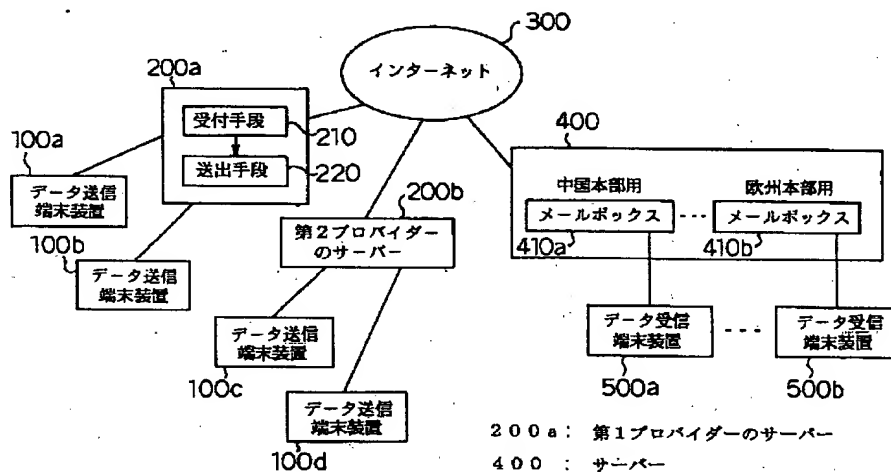 300
インターネット
200a
受付手段
210
送出手段
220
100a
データ送信
端末装置
100b
データ送信
端末装置
200b
第2プロバイダー
のサーバー
100c
データ送信
端末装置
100d
データ送信
端末装置
400
中国本部用
メールボックス
410a
---
欧州本部用
メールボックス
410b
データ受信
端末装置
500a
---
データ受信
端末装置
500b
200a: 第1プロバイダーのサーバー
400 : サーバー